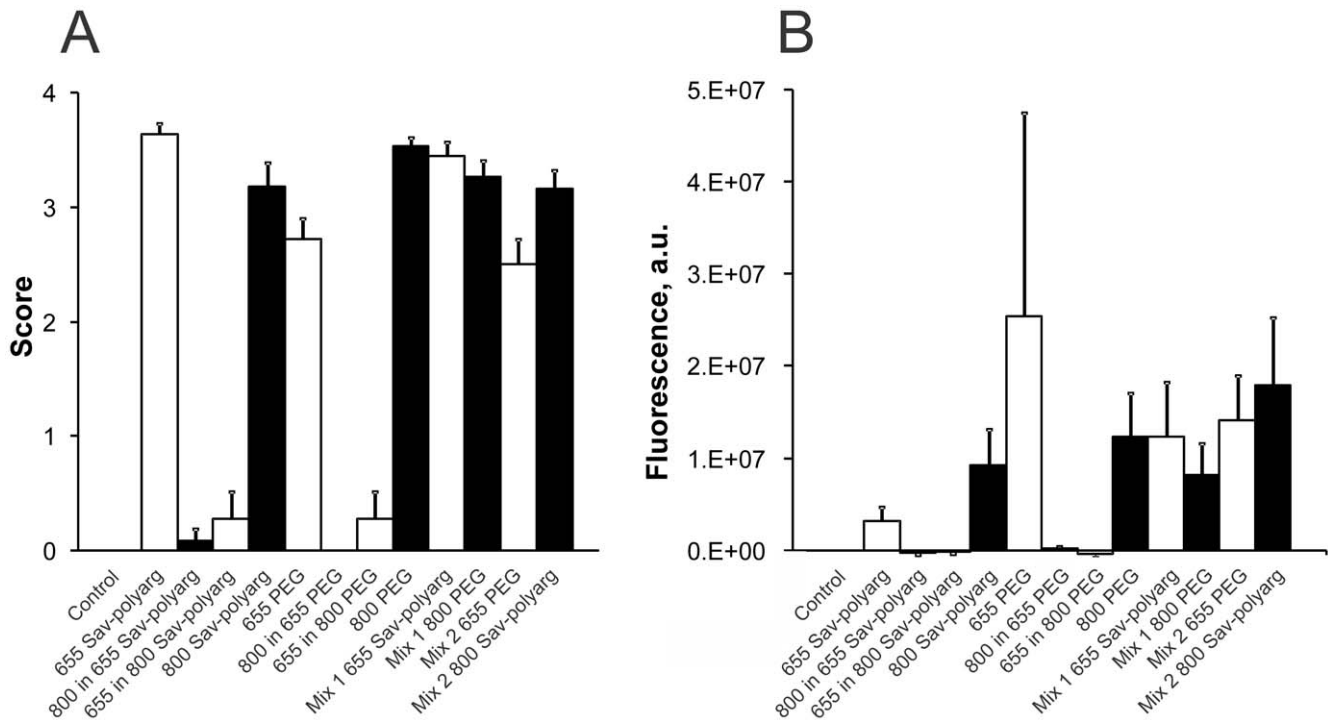 A
Score
4
3
2
1
0
Control
655 Sav-polyarg
800 in 655 Sav-polyarg
655 in 800 Sav-polyarg
800 Sav-polyarg
655 PEG
800 in 655 PEG
655 in 800 PEG
800 PEG
Mix 1 655 Sav-polyarg
Mix 1 800 PEG
Mix 2 655 PEG
Mix 2 800 Sav-polyarg
B
Fluorescence, a.u.
5.E+07
4.E+07
3.E+07
2.E+07
1.E+07
0.E+00
Control
655 Sav-polyarg
800 in 655 Sav-polyarg
655 in 800 Sav-polyarg
800 Sav-polyarg
655 PEG
800 in 655 PEG
655 in 800 PEG
800 PEG
Mix 1 655 Sav-polyarg
Mix 1 800 PEG
Mix 2 655 PEG
Mix 2 800 Sav-polyarg